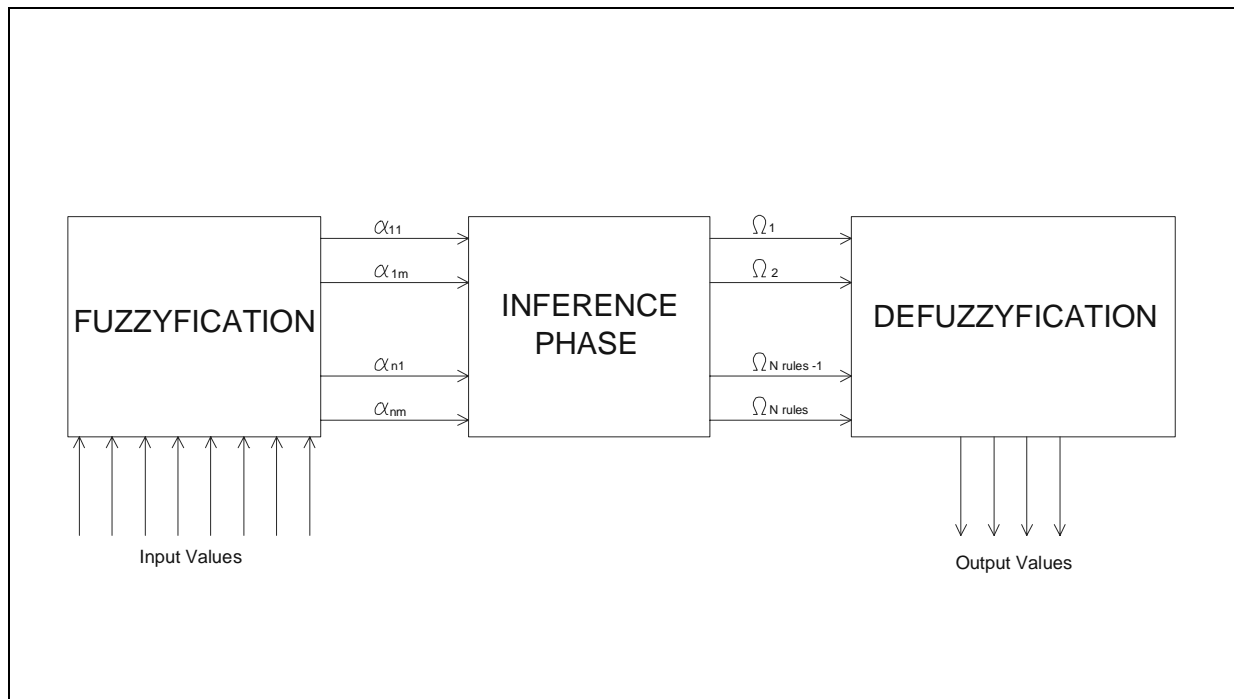 FUZZYFICATION
α11
α1m
αn1
αnm
INFERENCE
PHASE
Ω1
Ω2
ΩN rules -1
ΩN rules
DEFUZZYFICATION
Input Values
Output Values